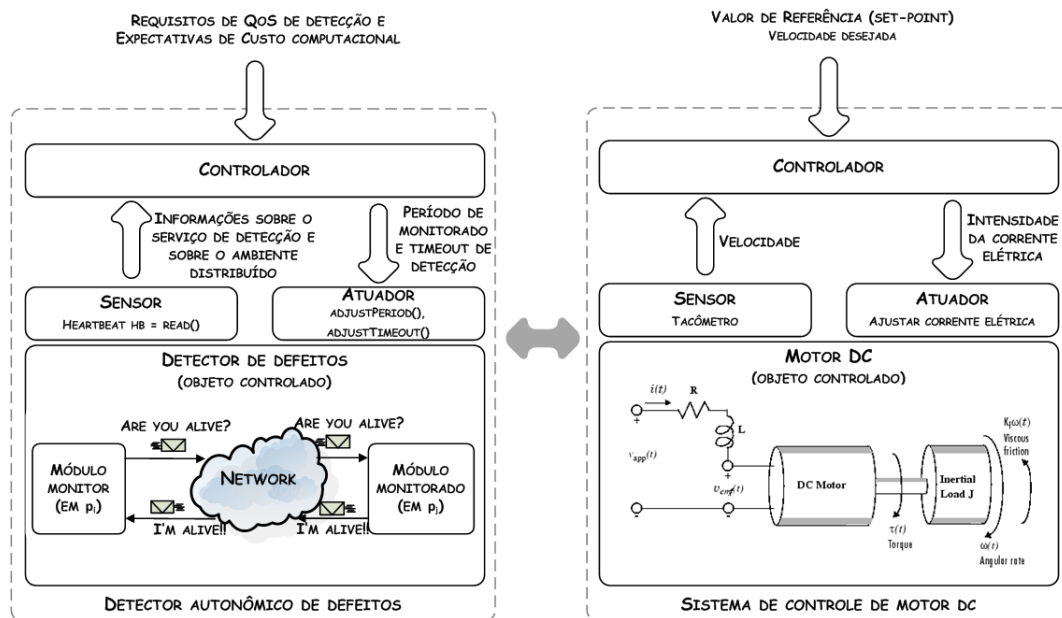 REQUISITOS DE QOS DE DETECÇÃO E
EXPECTATIVAS DE CUSTO COMPUTACIONAL
CONTROLADOR
INFORMAÇÕES SOBRE O
SERVIÇO DE DETECÇÃO E
SOBRE O AMBIENTE
DISTRIBUÍDO
PERÍODO DE
MONITORADO
E TIMEOUT DE
DETECÇÃO
SENSOR
HEARTBEAT HB = READ()
ATUADOR
ADJUSTPERIOD(),
ADJUSTTIMEOUT()
DETECTOR DE DEFEITOS
(OBJETO CONTROLADO)
ARE YOU ALIVE?
ARE YOU ALIVE?
MÓDULO
MONITOR
(EM pi)
NETWORK
MÓDULO
MONITORADO
(EM pj)
I'M ALIVE!!
I'M ALIVE!!
DETECTOR AUTONÔMICO DE DEFEITOS
VALOR DE REFERÊNCIA (SET-POINT)
VELOCIDADE DESEJADA
CONTROLADOR
VELOCIDADE
INTENSIDADE
DA CORRENTE
ELÉTRICA
SENSOR
TACÔMETRO
ATUADOR
AJUSTAR CORRENTE ELÉTRICA
MOTOR DC
(OBJETO CONTROLADO)
i(t)
R
+
L
vapp(t)
+
vemf(t)
-
-
DC Motor
Inertial
Load J
Kfω(t)
Viscous
friction
τ(t)
Torque
ω(t)
Angular rate
SISTEMA DE CONTROLE DE MOTOR DC